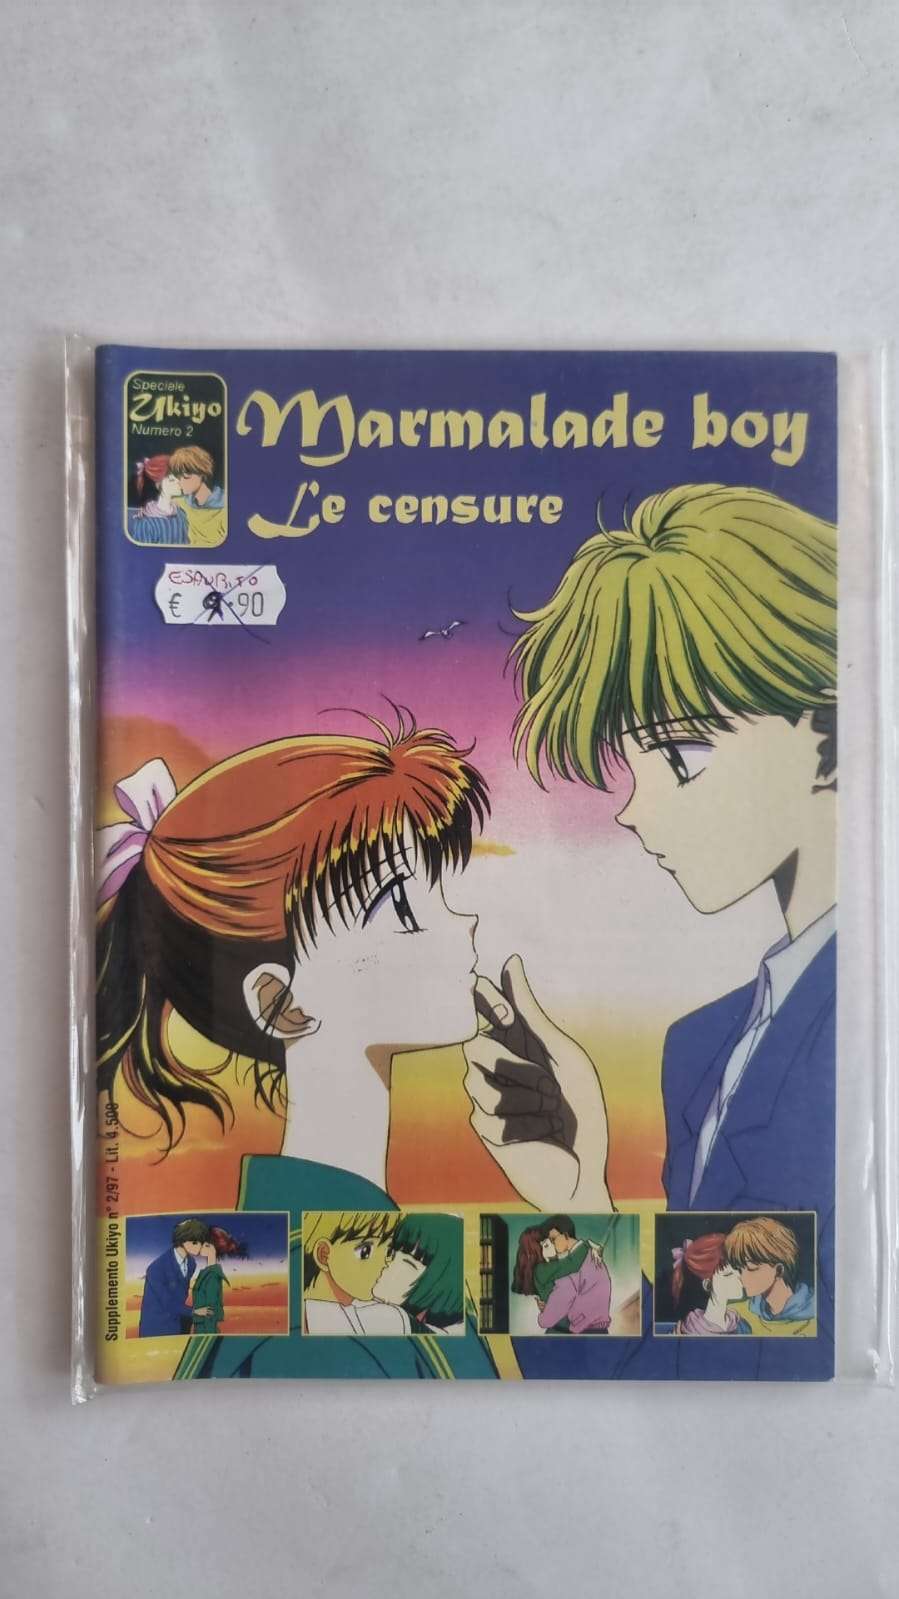 Speciale
Ukiyo
Numero 2
Marmalade boy
Le censure
ESAURITO
€ 9.90
Supplemento Ukiyo n° 2/97 - Lit. 4.500